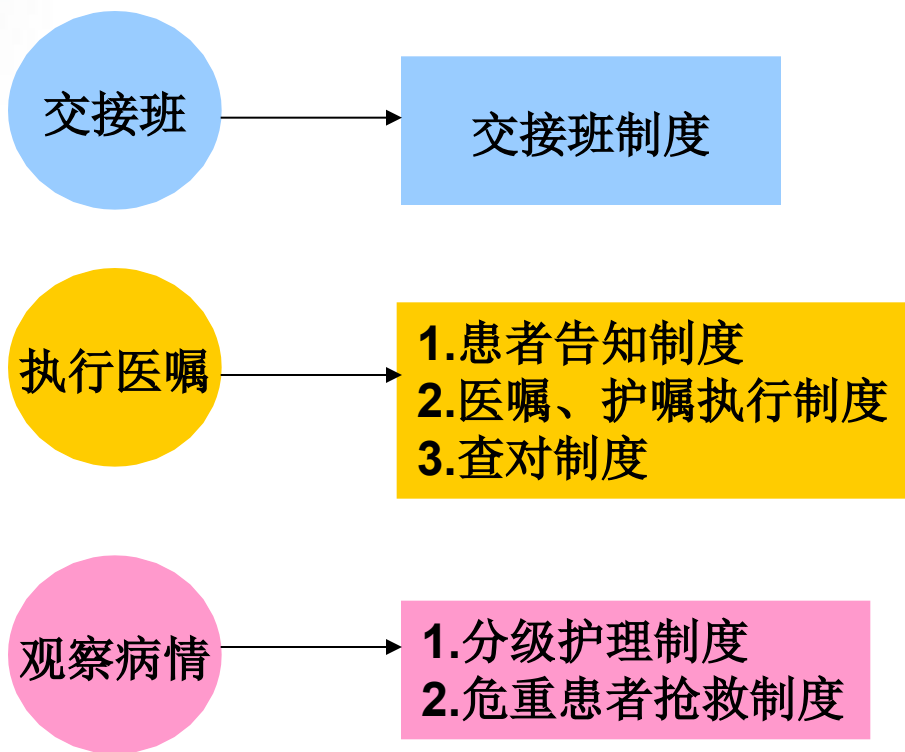 交接班
交接班制度
执行医嘱
1.患者告知制度
2.医嘱、护嘱执行制度
3.查对制度
观察病情
1.分级护理制度
2.危重患者抢救制度